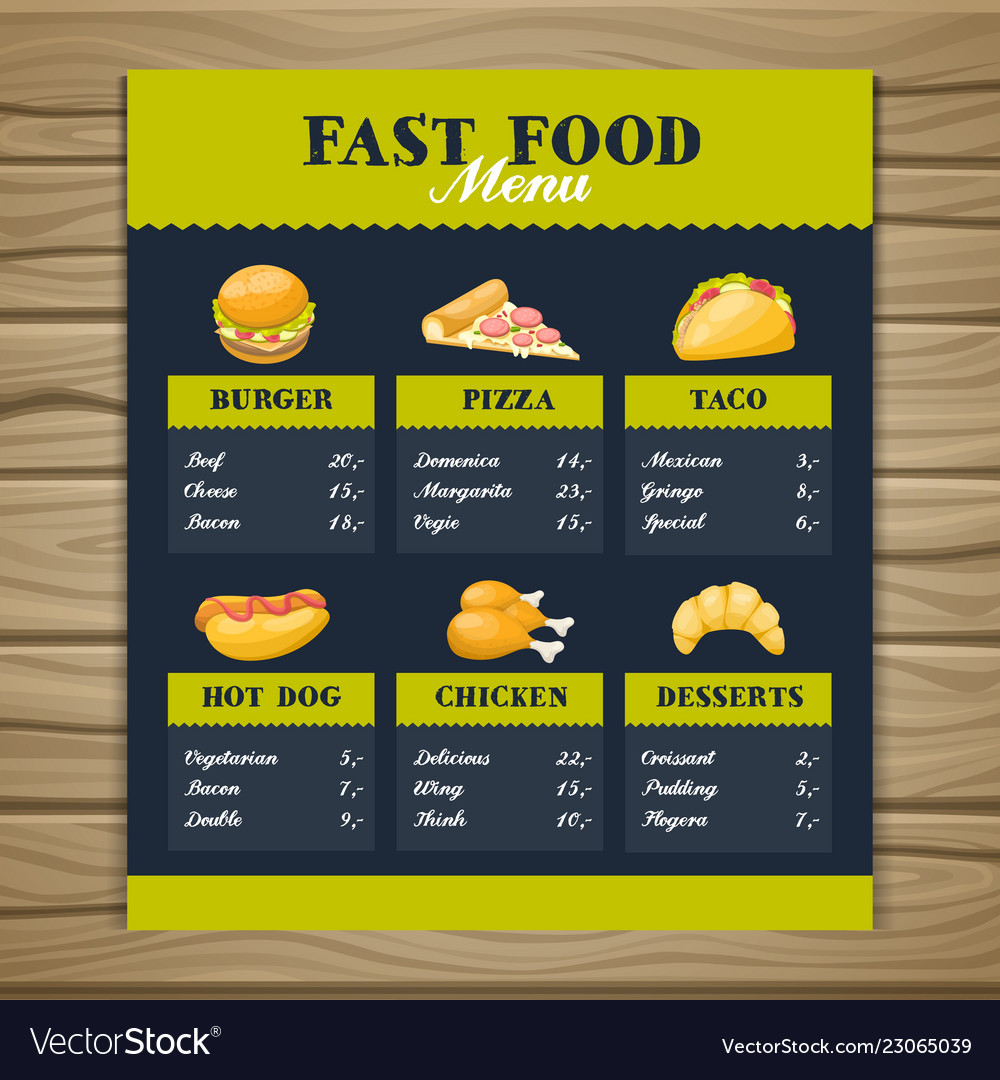 FAST FOOD
Menu
BURGER
Beef 20,-
Cheese 15,-
Bacon 18,-
PIZZA
Domenica 14,-
Margarita 23,-
Vegie 15,-
TACO
Mexican 3,-
Gringo 8,-
Special 6,-
HOT DOG
Vegetarian 5,-
Bacon 7,-
Double 9,-
CHICKEN
Delicious 22,-
Wing 15,-
Thinh 10,-
DESSERTS
Croissant 2,-
Pudding 5,-
Flogera 7,-
VectorStock®
VectorStock.com/23065039